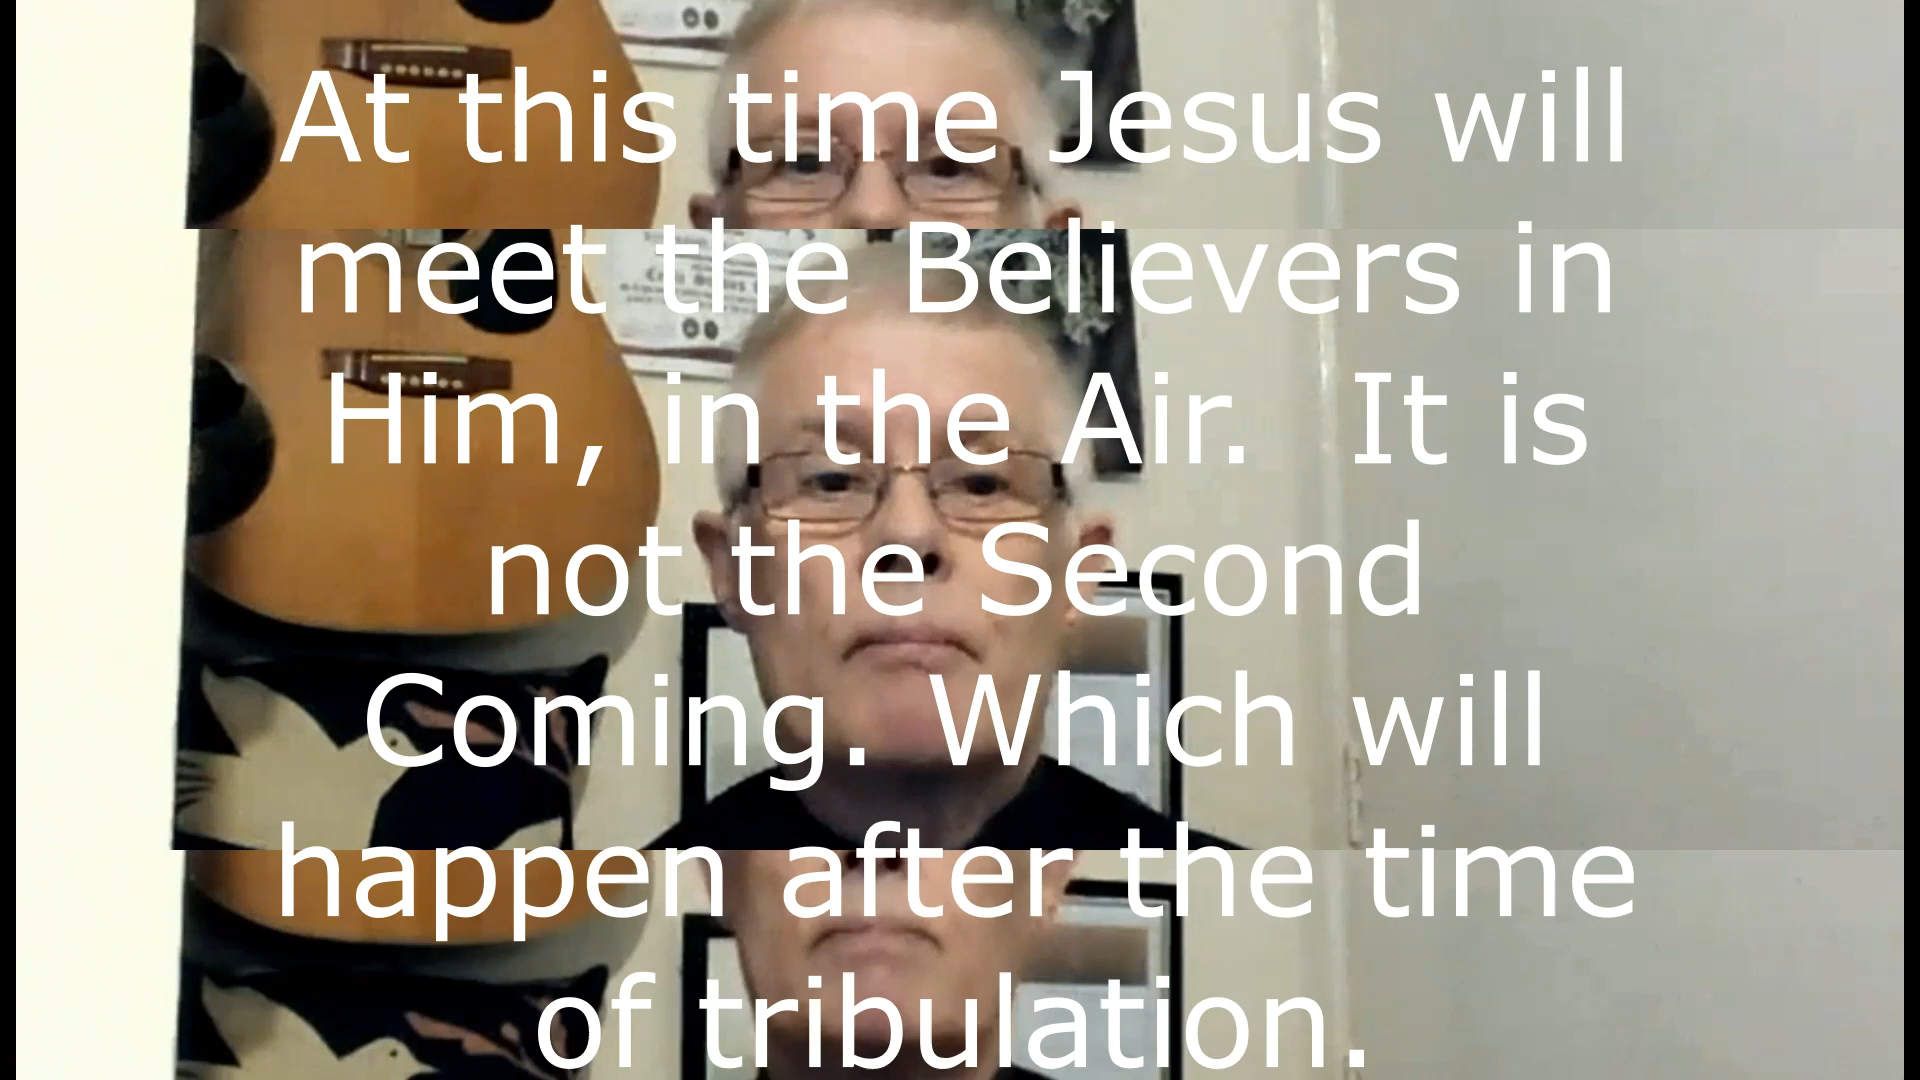 At this time Jesus will
meet the Believers in
Him, in the Air.  It is
not the Second
Coming. Which will
happen after the time
of tribulation.